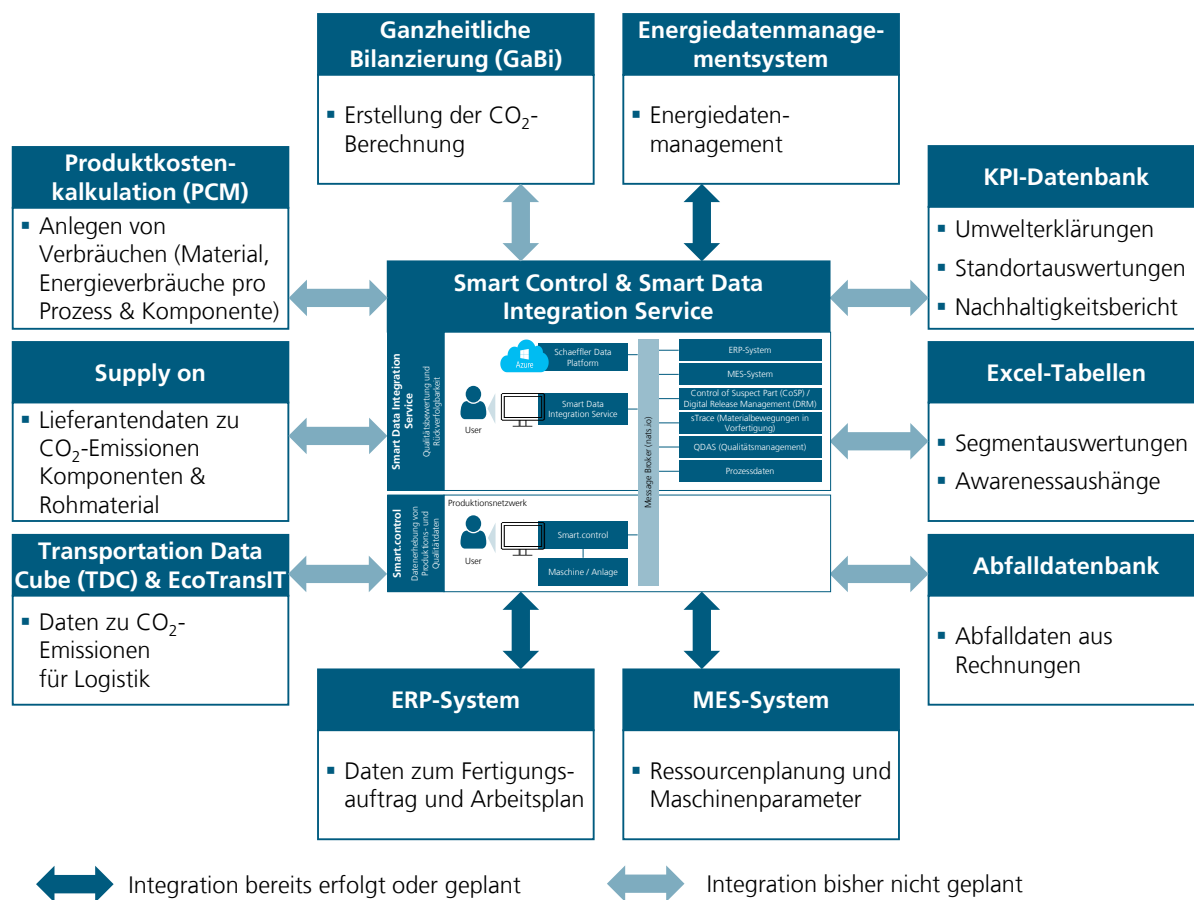 Ganzheitliche
Bilanzierung (GaBi)
▪ Erstellung der CO₂-
Berechnung
Energiedatenmanage-
mentsystem
▪ Energiedaten-
management
Produktkosten-
kalkulation (PCM)
▪ Anlegen von
Verbräuchen (Material,
Energieverbräuche pro
Prozess & Komponente)
Supply on
▪ Lieferantendaten zu
CO₂-Emissionen
Komponenten &
Rohmaterial
Transportation Data
Cube (TDC) & EcoTransIT
▪ Daten zu CO₂-
Emissionen
für Logistik
Smart Control & Smart Data
Integration Service
Smart Data Integration
Service
Qualitätsbewertung und
Rückverfolgbarkeit
Azure
Schaeffler Data
Platform
User
Smart Data
Integration Service
Message Broker (nats.io)
ERP-System
MES-System
Control of Suspect Part (CoSP) /
Digital Release Management (DRM)
sTrace (Materialbewegungen in
Vorfertigung)
QDAS (Qualitätsmanagement)
Prozessdaten
Smart.control
Datenerhebung von
Produktions- und
Qualitätdaten
Produktionsnetzwerk
User
Smart.control
Maschine / Anlage
KPI-Datenbank
▪ Umwelterklärungen
▪ Standortauswertungen
▪ Nachhaltigkeitsbericht
Excel-Tabellen
▪ Segmentauswertungen
▪ Awarenessaushänge
Abfalldatenbank
▪ Abfalldaten aus
Rechnungen
ERP-System
▪ Daten zum Fertigungs-
auftrag und Arbeitsplan
MES-System
▪ Ressourcenplanung und
Maschinenparameter
Integration bereits erfolgt oder geplant
Integration bisher nicht geplant